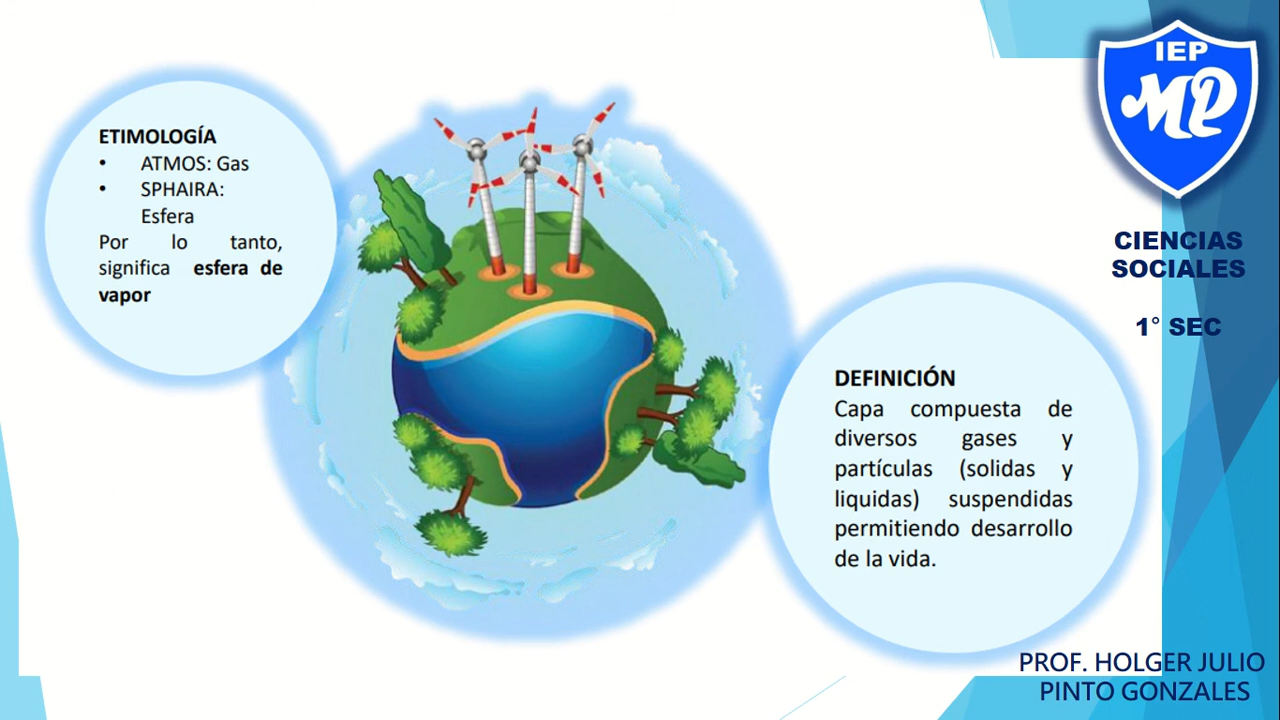 ETIMOLOGÍA
• ATMOS: Gas
• SPHAIRA:
Esfera
Por lo tanto,
significa esfera de
vapor
DEFINICIÓN
Capa compuesta de
diversos gases y
partículas (solidas y
liquidas) suspendidas
permitiendo desarrollo
de la vida.
IEP
MP
CIENCIAS
SOCIALES
1° SEC
PROF. HOLGER JULIO
PINTO GONZALES